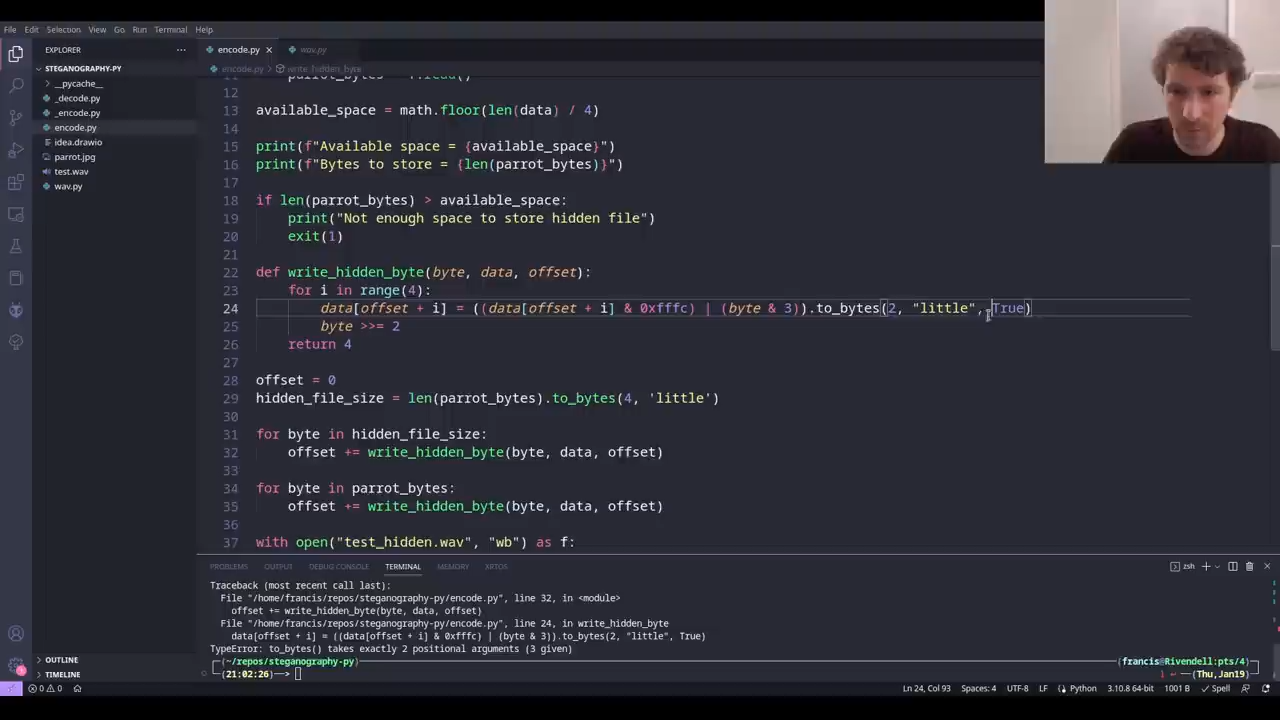 File Edit Selection View Go Run Terminal Help
EXPLORER
STEGANOGRAPHY-PY
__pycache__
_decode.py
_encode.py
encode.py
idea.drawio
parrot.jpg
test.wav
wav.py
OUTLINE
TIMELINE
encode.py
wav.py
encode.py > write_hidden_byte
12
13 available_space = math.floor(len(data) / 4)
14
15 print(f"Available space = {available_space}")
16 print(f"Bytes to store = {len(parrot_bytes)}")
17
18 if len(parrot_bytes) > available_space:
19 print("Not enough space to store hidden file")
20 exit(1)
21
22 def write_hidden_byte(byte, data, offset):
23 for i in range(4):
24 data[offset + i] = ((data[offset + i] & 0xfffc) | (byte & 3)).to_bytes(2, "little", True)
25 byte >>= 2
26 return 4
27
28 offset = 0
29 hidden_file_size = len(parrot_bytes).to_bytes(4, 'little')
30
31 for byte in hidden_file_size:
32 offset += write_hidden_byte(byte, data, offset)
33
34 for byte in parrot_bytes:
35 offset += write_hidden_byte(byte, data, offset)
36
37 with open("test_hidden.wav", "wb") as f:
PROBLEMS OUTPUT DEBUG CONSOLE TERMINAL MEMORY XRTOS
zsh
Traceback (most recent call last):
File "/home/francis/repos/steganography-py/encode.py", line 32, in <module>
offset += write_hidden_byte(byte, data, offset)
File "/home/francis/repos/steganography-py/encode.py", line 24, in write_hidden_byte
data[offset + i] = ((data[offset + i] & 0xfffc) | (byte & 3)).to_bytes(2, "little", True)
TypeError: to_bytes() takes exactly 2 positional arguments (3 given)
(~/repos/steganography-py) (francis@Rivendell:pts/4)
(21:02:26)──> 1 ↵ ──(Thu,Jan19)
0 0 Ln 24, Col 93 Spaces: 4 UTF-8 LF Python 3.10.8 64-bit 1001 B Spell